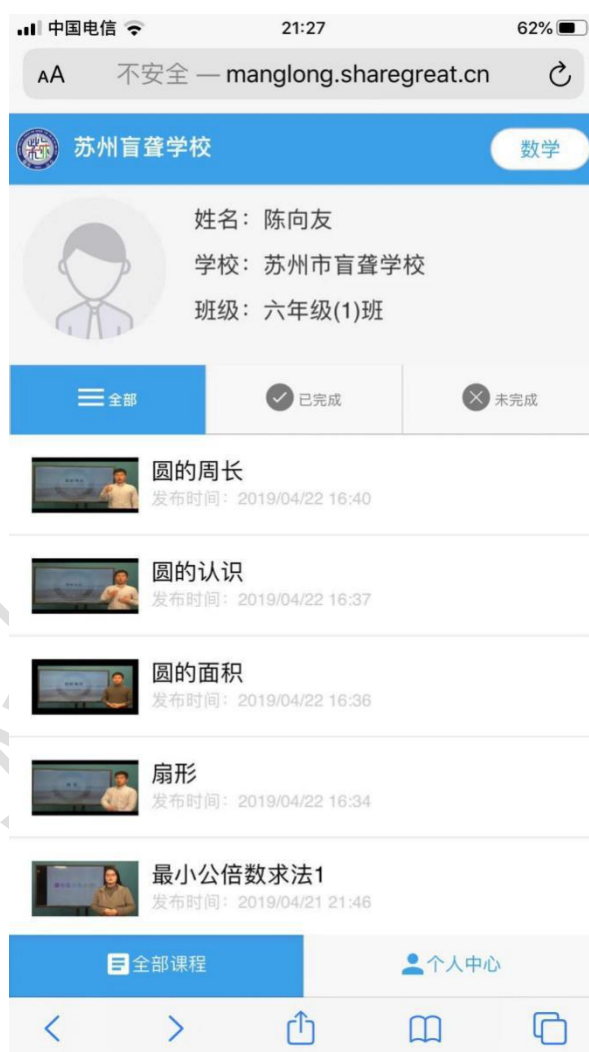 中国电信 21:27 62%
AA 不安全 — manglong.sharegreat.cn
苏州盲聋学校 数学
姓名：陈向友
学校：苏州市盲聋学校
班级：六年级(1)班
全部 已完成 未完成
圆的周长
发布时间：2019/04/22 16:40
圆的认识
发布时间：2019/04/22 16:37
圆的面积
发布时间：2019/04/22 16:36
扇形
发布时间：2019/04/22 16:34
最小公倍数求法1
发布时间：2019/04/21 21:46
全部课程 个人中心